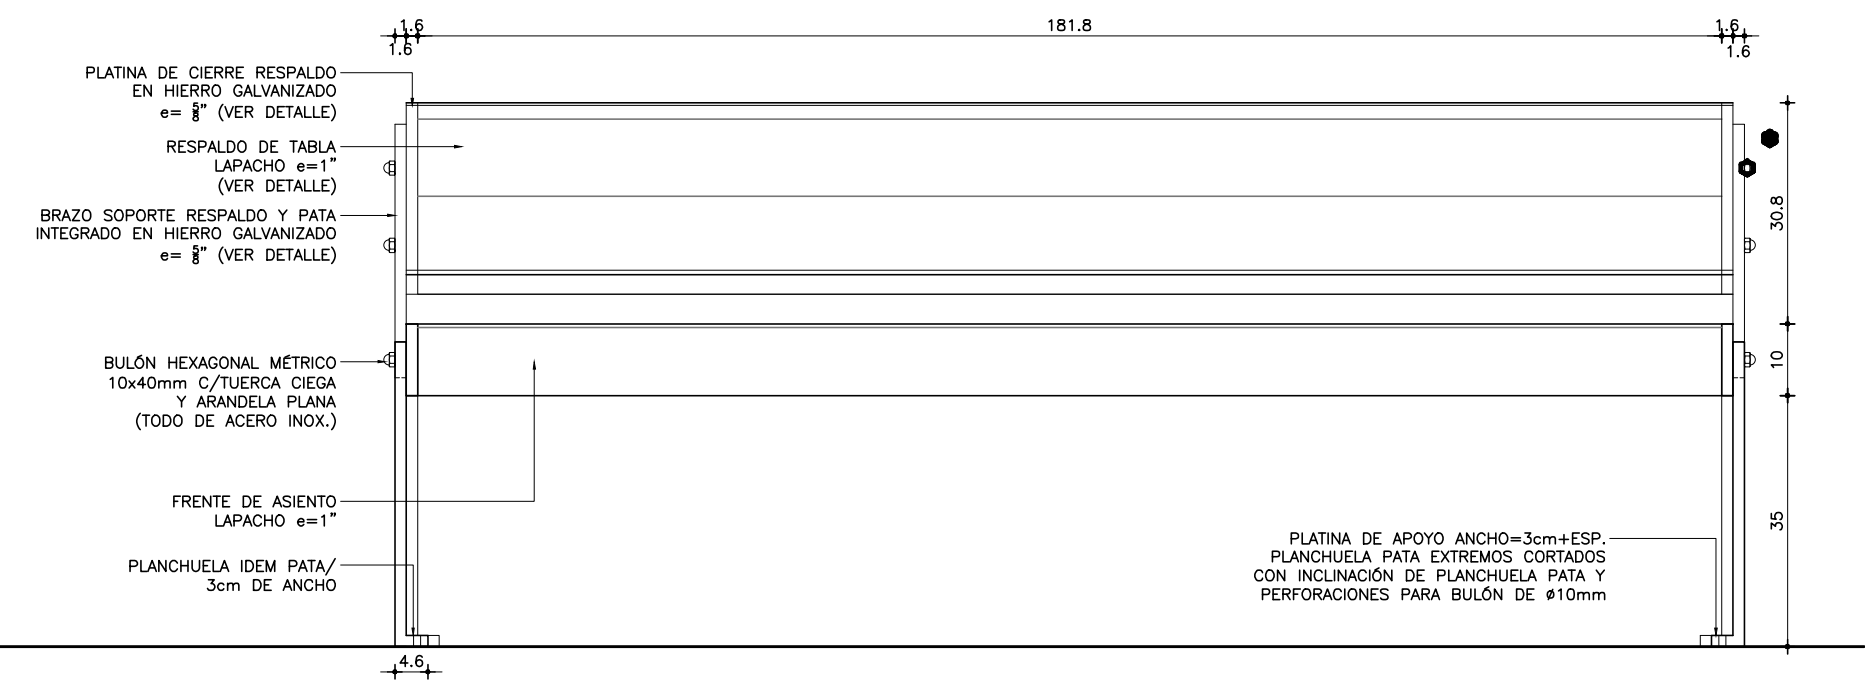 1.6
181.8
1.6
1.6
1.6
PLATINA DE CIERRE RESPALDO
EN HIERRO GALVANIZADO
e= ⅝" (VER DETALLE)
RESPALDO DE TABLA
LAPACHO e=1"
(VER DETALLE)
BRAZO SOPORTE RESPALDO Y PATA
INTEGRADO EN HIERRO GALVANIZADO
e= ⅝" (VER DETALLE)
30.8
BULÓN HEXAGONAL MÉTRICO
10x40mm C/TUERCA CIEGA
Y ARANDELA PLANA
(TODO DE ACERO INOX.)
10
FRENTE DE ASIENTO
LAPACHO e=1"
35
PLANCHUELA IDEM PATA/
3cm DE ANCHO
PLATINA DE APOYO ANCHO=3cm+ESP.
PLANCHUELA PATA EXTREMOS CORTADOS
CON INCLINACIÓN DE PLANCHUELA PATA Y
PERFORACIONES PARA BULÓN DE ø10mm
4.6